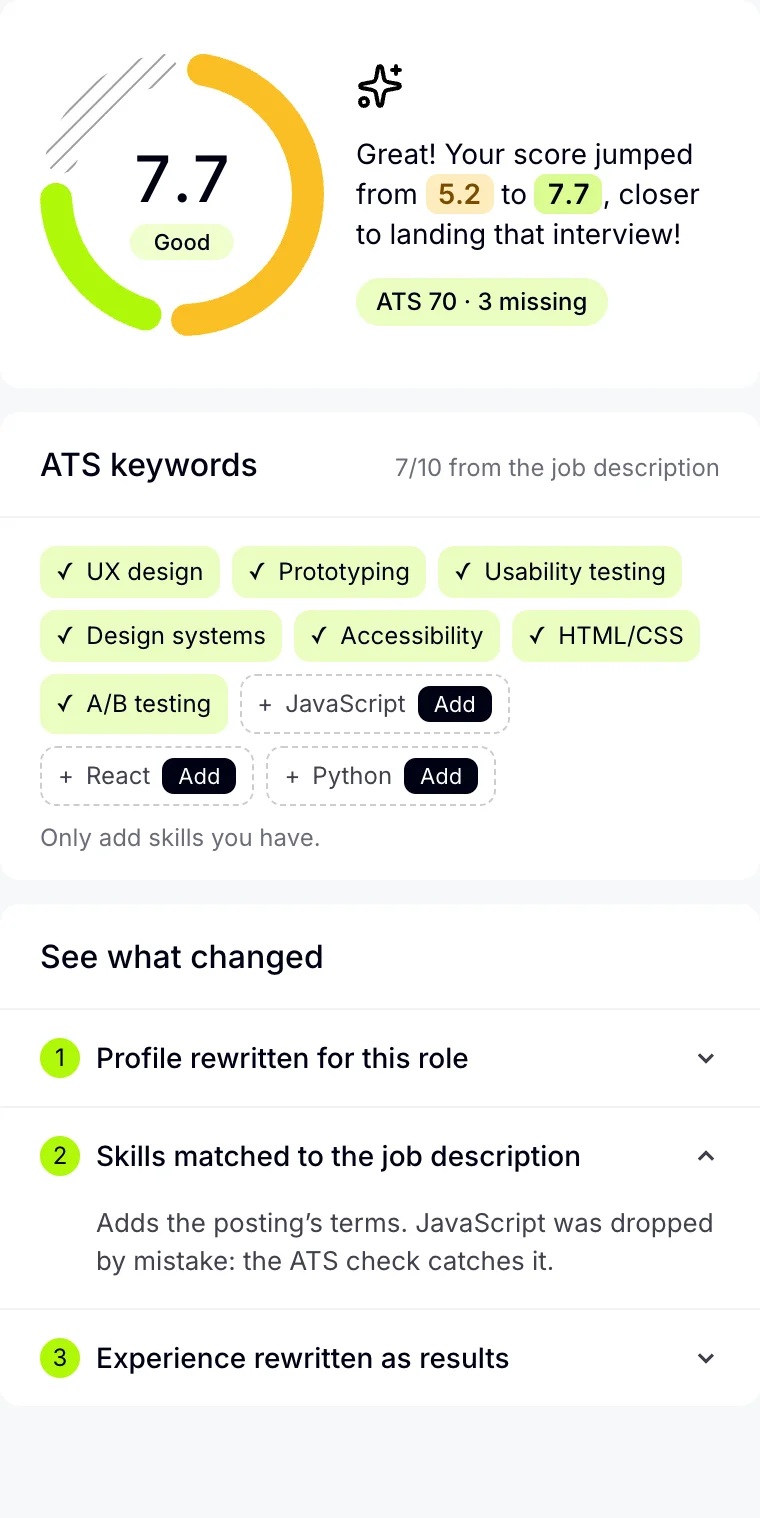 7.7
Good
Great! Your score jumped
from 5.2 to 7.7, closer
to landing that interview!
ATS 70 · 3 missing
ATS keywords
7/10 from the job description
✓ UX design ✓ Prototyping ✓ Usability testing
✓ Design systems ✓ Accessibility ✓ HTML/CSS
✓ A/B testing + JavaScript Add
+ React Add + Python Add
Only add skills you have.
See what changed
1 Profile rewritten for this role
2 Skills matched to the job description
Adds the posting’s terms. JavaScript was dropped
by mistake: the ATS check catches it.
3 Experience rewritten as results